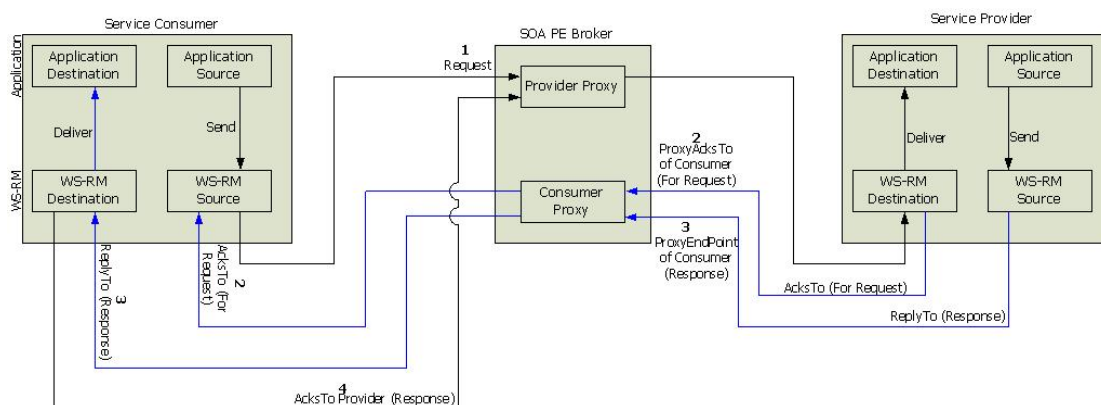 Service Consumer
SOA PE Broker
Service Provider
Application
Application
Destination
Application
Source
Deliver
Send
WS-RM
WS-RM
Destination
WS-RM
Source
1
Request
Provider Proxy
Consumer
Proxy
2
ProxyAcksTo
of Consumer
(For Request)
3
ProxyEndPoint
of Consumer
(Response)
Application
Destination
Application
Source
Deliver
Send
WS-RM
Destination
WS-RM
Source
3
ReplyTo (Response)
2
AcksTo (For
Request)
AcksTo (For Request)
ReplyTo (Response)
4
AcksTo Provider (Response)